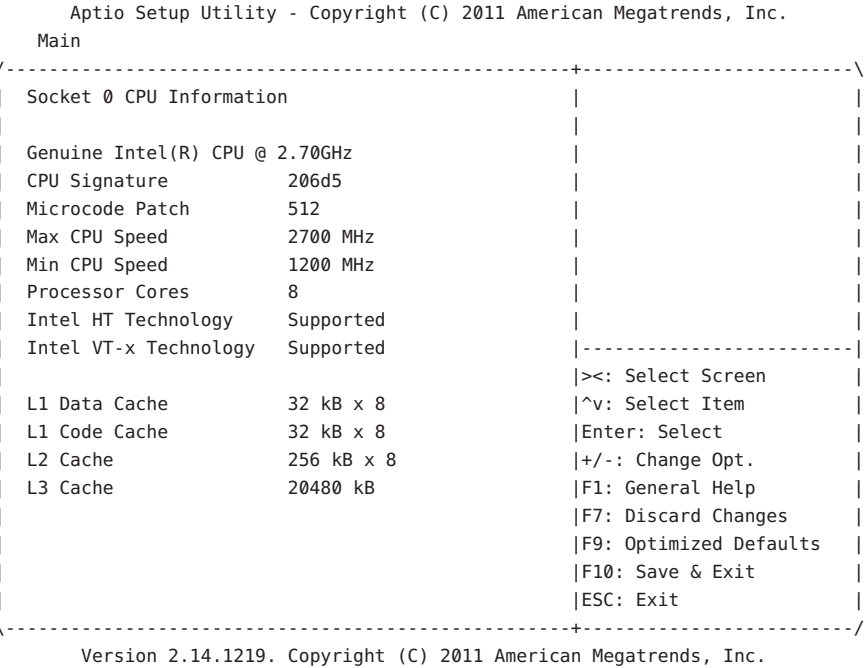 Aptio Setup Utility - Copyright (C) 2011 American Megatrends, Inc.
Main
/----------------------------------------------------+-------------------------\
| Socket 0 CPU Information | |
| | |
| Genuine Intel(R) CPU @ 2.70GHz | |
| CPU Signature 206d5 | |
| Microcode Patch 512 | |
| Max CPU Speed 2700 MHz | |
| Min CPU Speed 1200 MHz | |
| Processor Cores 8 | |
| Intel HT Technology Supported | |
| Intel VT-x Technology Supported |-------------------------|
| |><: Select Screen |
| L1 Data Cache 32 kB x 8 |^v: Select Item |
| L1 Code Cache 32 kB x 8 |Enter: Select |
| L2 Cache 256 kB x 8 |+/-: Change Opt. |
| L3 Cache 20480 kB |F1: General Help |
| |F7: Discard Changes |
| |F9: Optimized Defaults |
| |F10: Save & Exit |
| |ESC: Exit |
\----------------------------------------------------+-------------------------/
Version 2.14.1219. Copyright (C) 2011 American Megatrends, Inc.